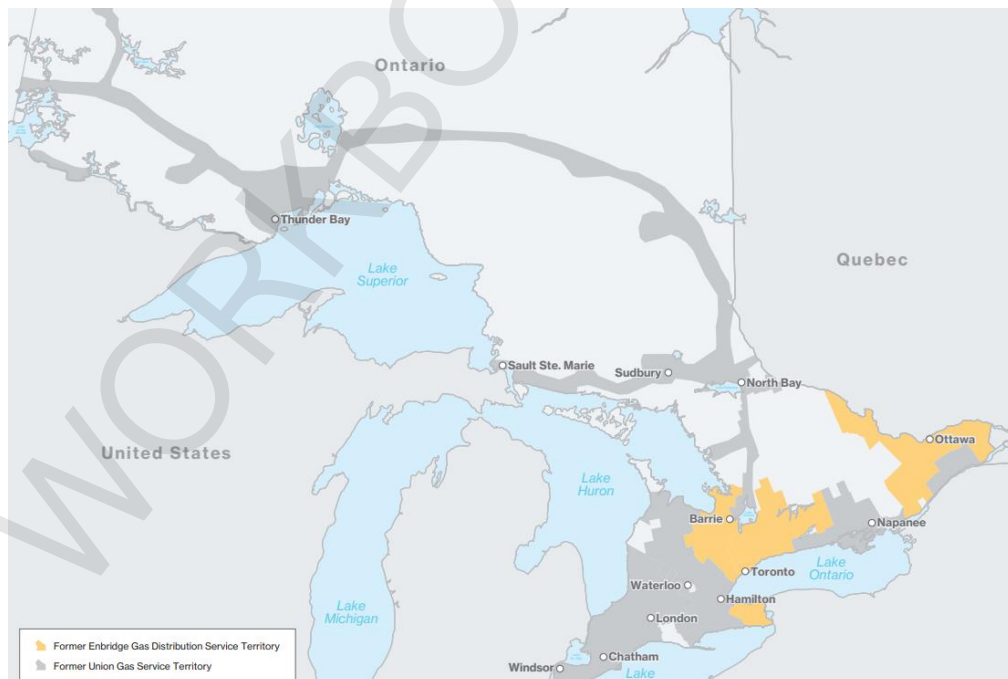 Ontario
Thunder Bay
Lake
Superior
Quebec
Sault Ste. Marie
Sudbury
North Bay
United States
Ottawa
Lake
Huron
Barrie
Napanee
Toronto
Lake
Ontario
Waterloo
Hamilton
Lake
Michigan
London
Chatham
Windsor
Lake
Former Enbridge Gas Distribution Service Territory
Former Union Gas Service Territory